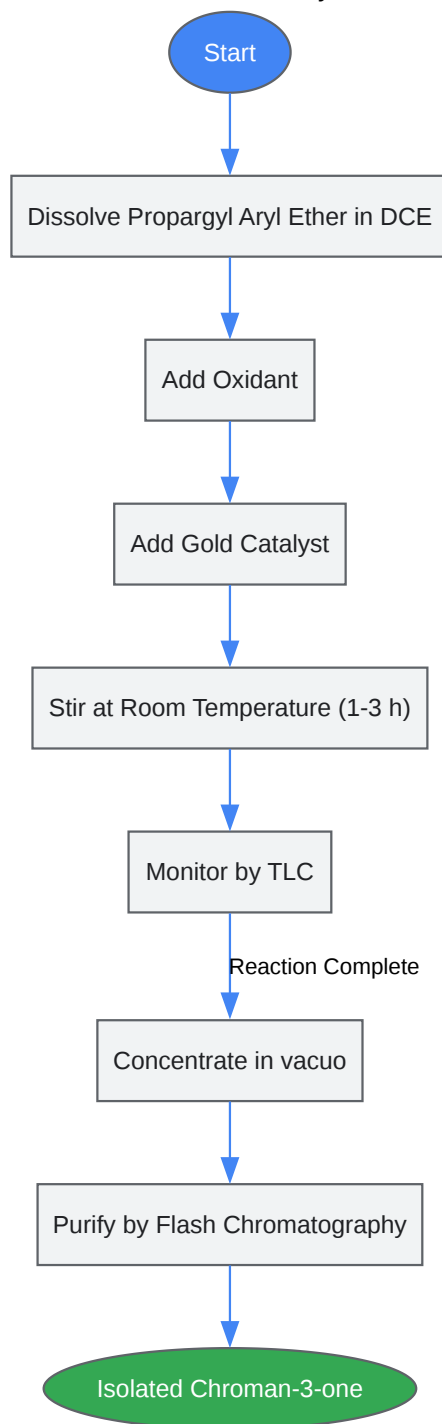 Start
Dissolve Propargyl Aryl Ether in DCE
Add Oxidant
Add Gold Catalyst
Stir at Room Temperature (1-3 h)
Monitor by TLC
Reaction Complete
Concentrate in vacuo
Purify by Flash Chromatography
Isolated Chroman-3-one